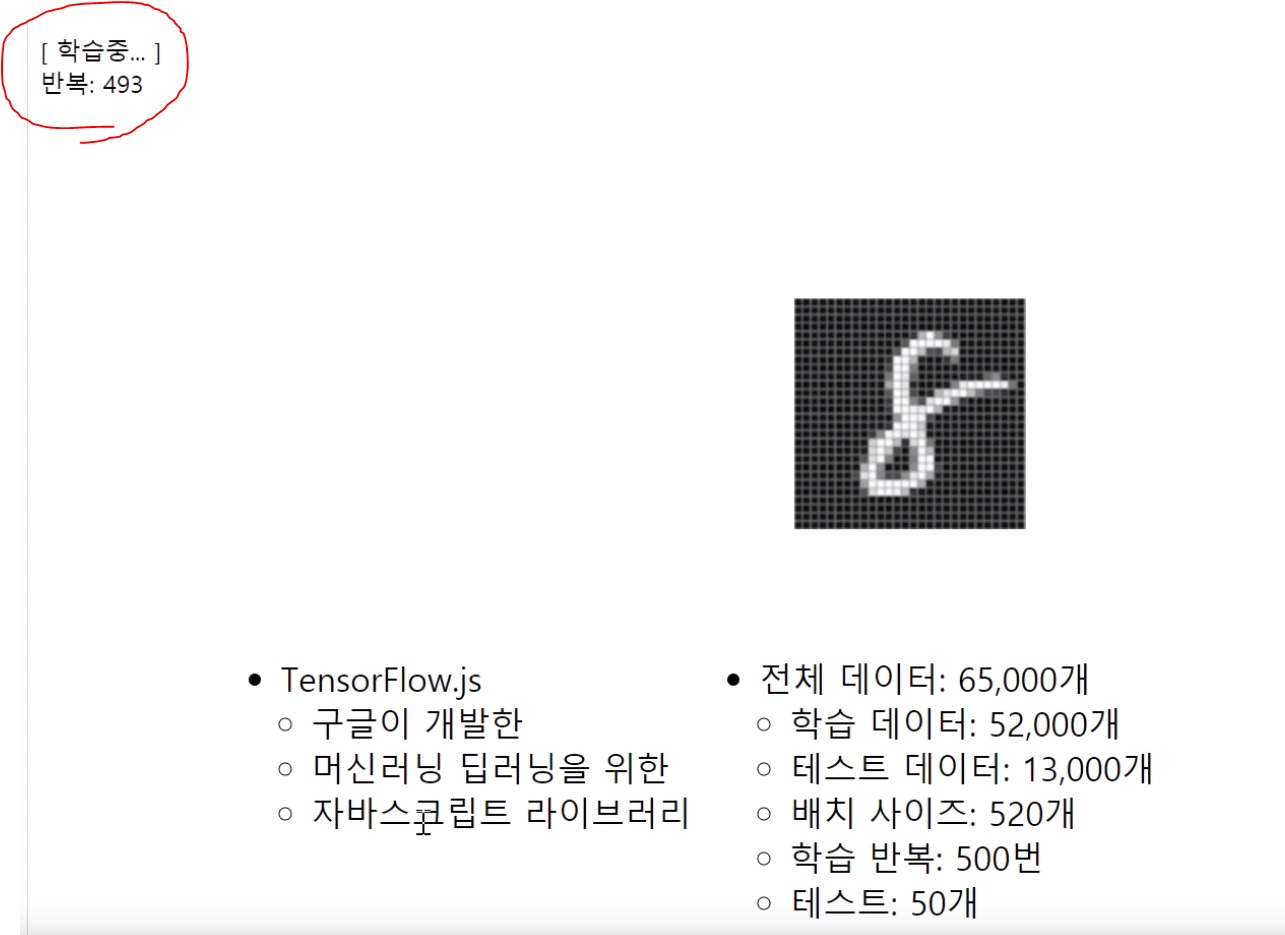 [ 학습중... ]
반복: 493
8
TensorFlow.js
구글이 개발한
머신러닝 딥러닝을 위한
자바스크립트 라이브러리
전체 데이터: 65,000개
학습 데이터: 52,000개
테스트 데이터: 13,000개
배치 사이즈: 520개
학습 반복: 500번
테스트: 50개